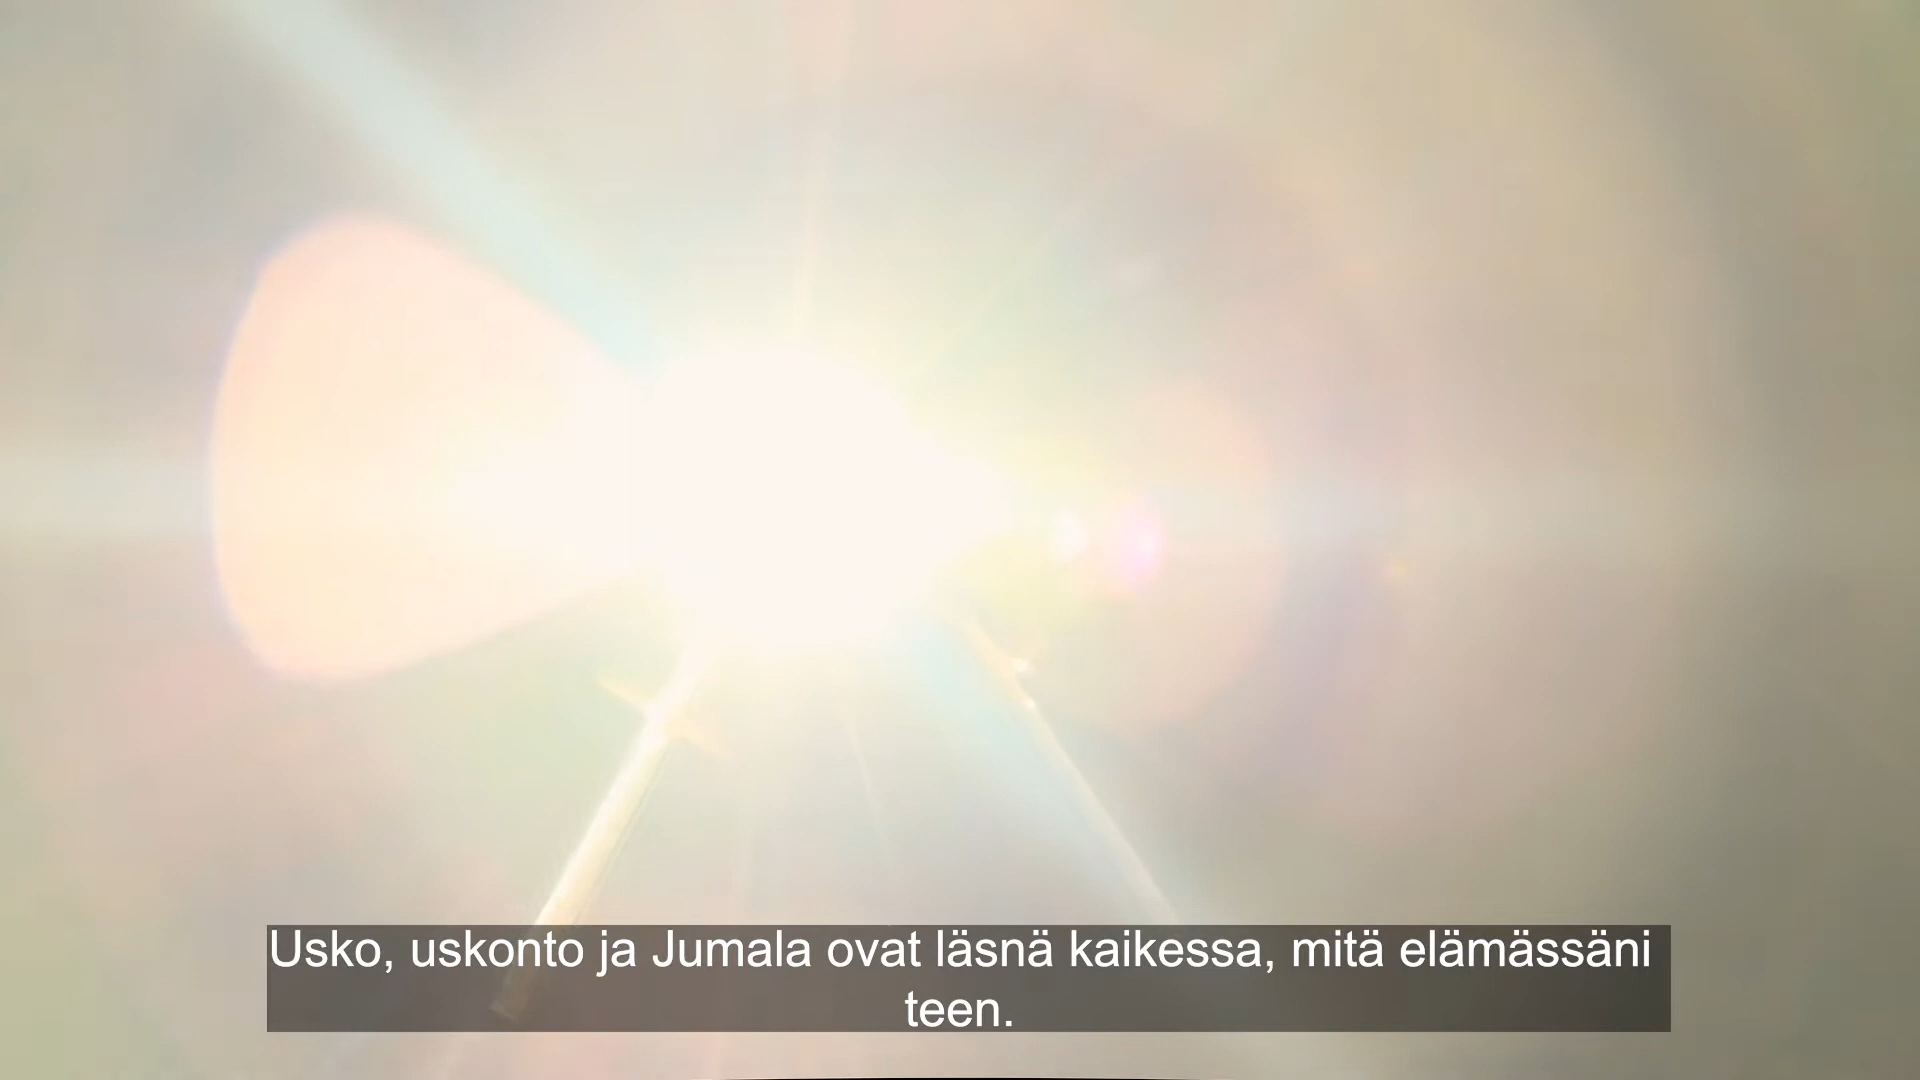 Usko, uskonto ja Jumala ovat läsnä kaikessa, mitä elämässäni
teen.